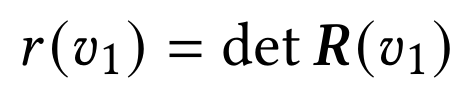 r(v₁) = det R(v₁)